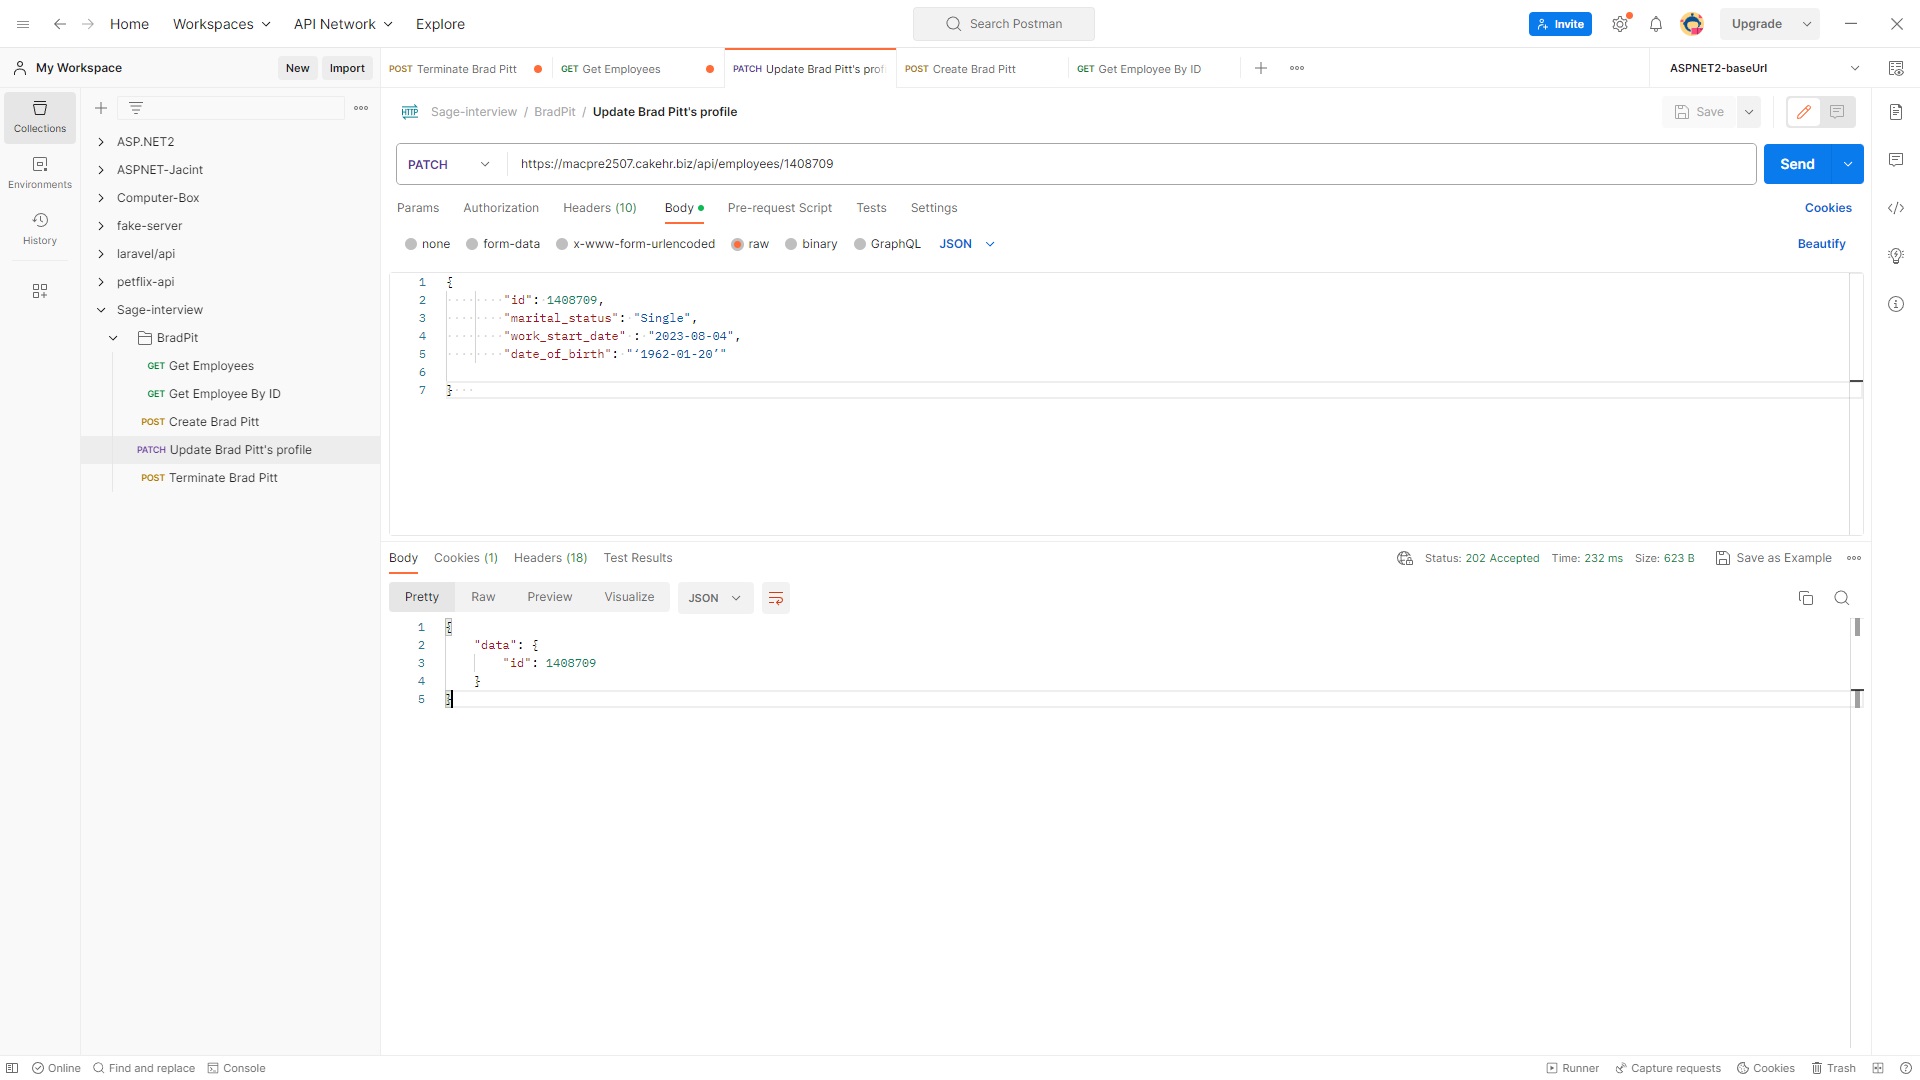 Home
Workspaces
API Network
Explore
Search Postman
Invite
Upgrade
My Workspace
New
Import
POST Terminate Brad Pitt
GET Get Employees
PATCH Update Brad Pitt's prof
POST Create Brad Pitt
GET Get Employee By ID
ASPNET2-baseUrl
Collections
Environments
History
ASP.NET2
ASPNET-Jacint
Computer-Box
fake-server
laravel/api
petflix-api
Sage-interview
BradPit
GET Get Employees
GET Get Employee By ID
POST Create Brad Pitt
PATCH Update Brad Pitt's profile
POST Terminate Brad Pitt
HTTP Sage-interview / BradPit / Update Brad Pitt's profile
Save
PATCH https://macpre2507.cakehr.biz/api/employees/1408709
Send
Params Authorization Headers (10) Body Pre-request Script Tests Settings
Cookies
none form-data x-www-form-urlencoded raw binary GraphQL JSON
Beautify
1 {
2 "id": 1408709,
3 "marital_status": "Single",
4 "work_start_date" : "2023-08-04",
5 "date_of_birth": "‘1962-01-20’"
6
7 }
Body Cookies (1) Headers (18) Test Results
Status: 202 Accepted Time: 232 ms Size: 623 B Save as Example
Pretty Raw Preview Visualize JSON
1 {
2 "data": {
3 "id": 1408709
4 }
5 }
Online Find and replace Console
Runner Capture requests Cookies Trash